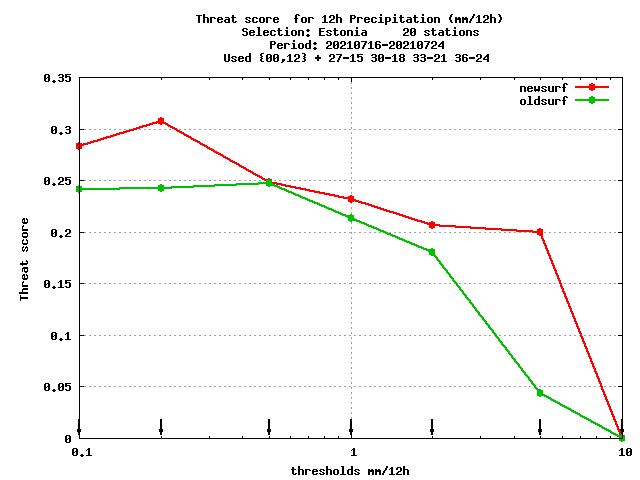 Threat score  for 12h Precipitation (mm/12h)
Selection: Estonia     20 stations
Period: 20210716-20210724
Used {00,12} + 27-15 30-18 33-21 36-24
newsurf
oldsurf
0.35
0.3
0.25
0.2
0.15
0.1
0.05
0
Threat score
0.1
1
10
thresholds mm/12h